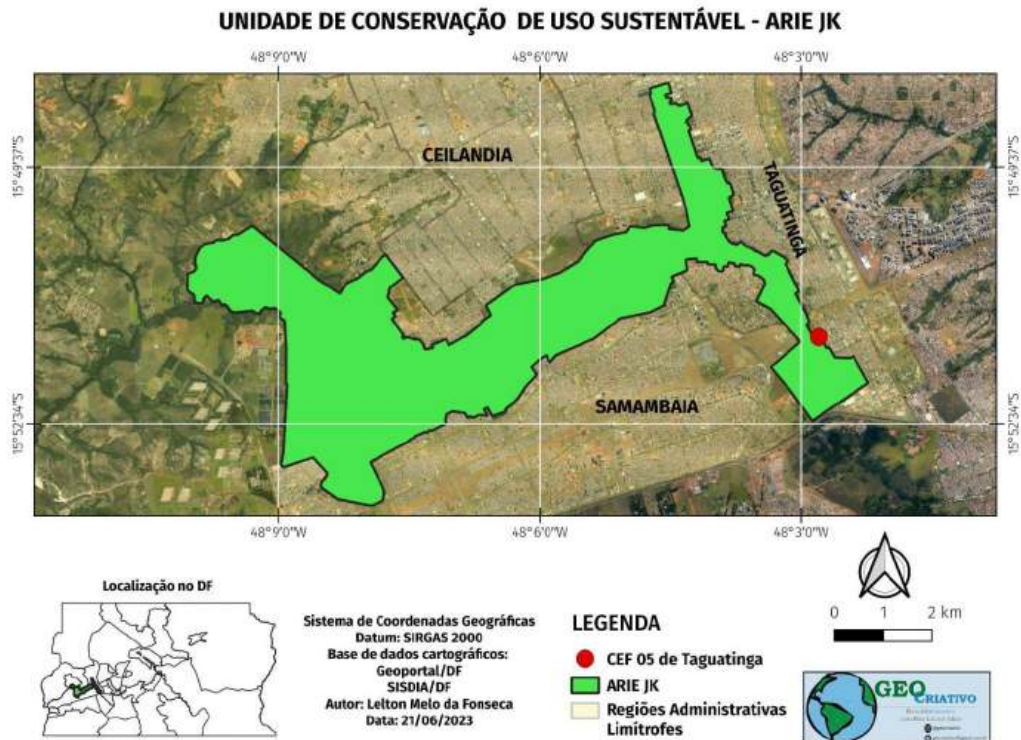 UNIDADE DE CONSERVAÇÃO DE USO SUSTENTÁVEL - ARIE JK
48°9'0"W 48°6'0"W 48°3'0"W
15°49'37"S 15°49'37"S
CEILANDIA
TAGUATINGA
SAMAMBAIA
15°52'34"S 15°52'34"S
48°9'0"W 48°6'0"W 48°3'0"W
Localização no DF
Sistema de Coordenadas Geográficas
Datum: SIRGAS 2000
Base de dados cartográficos:
Geoportal/DF
SISDIA/DF
Autor: Lelton Melo da Fonseca
Data: 21/06/2023
LEGENDA
CEF 05 de Taguatinga
ARIE JK
Regiões Administrativas
Limítrofes
0 1 2 km
GEO
CRIATIVO